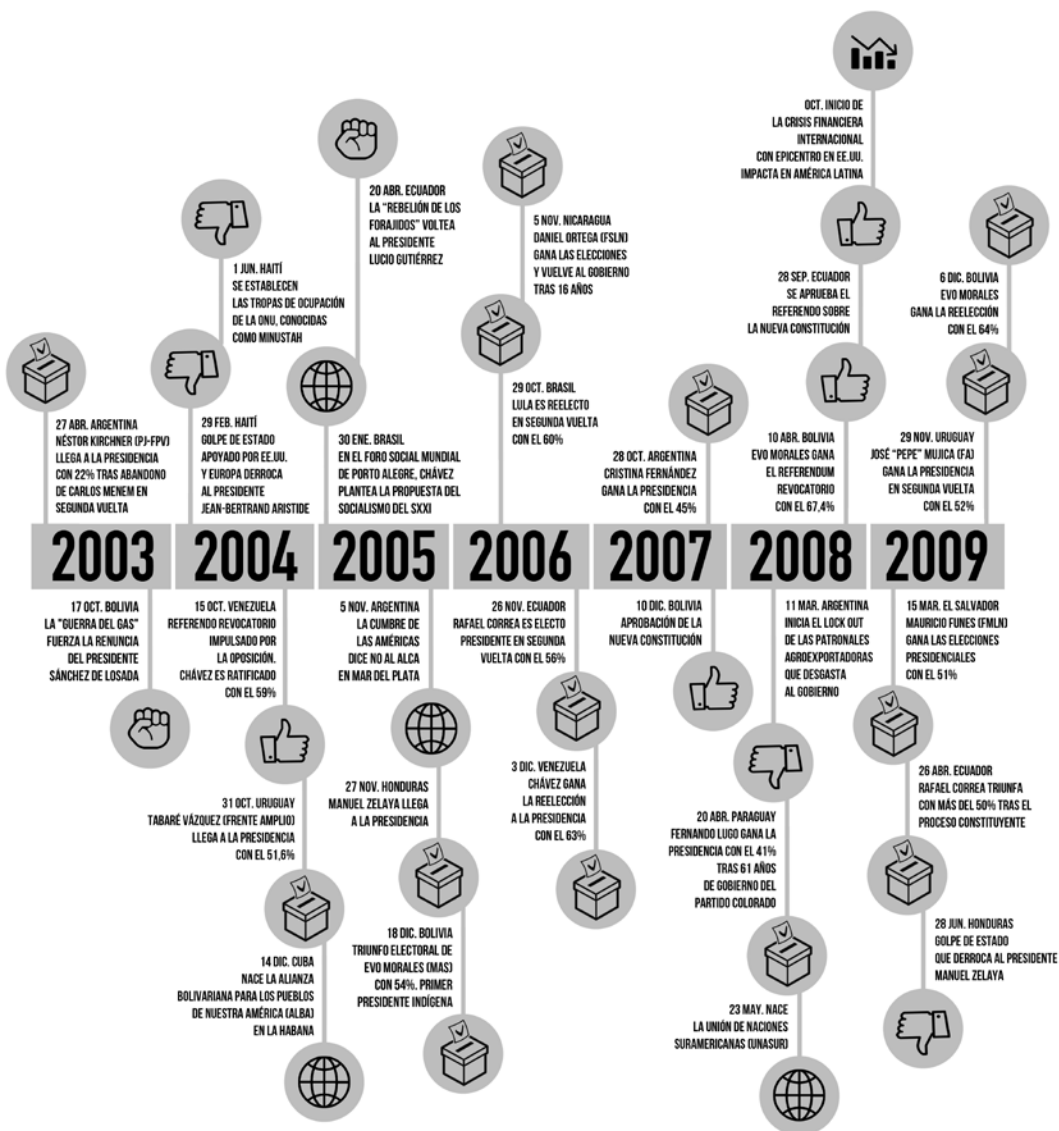 OCT. INICIO DE
LA CRISIS FINANCIERA
INTERNACIONAL
CON EPICENTRO EN EE.UU.
IMPACTA EN AMÉRICA LATINA
20 ABR. ECUADOR
LA “REBELIÓN DE LOS
FORAJIDOS” VOLTEA
AL PRESIDENTE
LUCIO GUTIÉRREZ
5 NOV. NICARAGUA
DANIEL ORTEGA (FSLN)
GANA LAS ELECCIONES
Y VUELVE AL GOBIERNO
TRAS 16 AÑOS
1 JUN. HAITÍ
SE ESTABLECEN
LAS TROPAS DE OCUPACIÓN
DE LA ONU, CONOCIDAS
COMO MINUSTAH
28 SEP. ECUADOR
SE APRUEBA EL
REFERENDO SOBRE
LA NUEVA CONSTITUCIÓN
6 DIC. BOLIVIA
EVO MORALES
GANA LA REELECCIÓN
CON EL 64%
27 ABR. ARGENTINA
NÉSTOR KIRCHNER (PJ-FPV)
LLEGA A LA PRESIDENCIA
CON 22% TRAS ABANDONO
DE CARLOS MENEM EN
SEGUNDA VUELTA
29 FEB. HAITÍ
GOLPE DE ESTADO
APOYADO POR EE.UU.
Y EUROPA DERROCA
AL PRESIDENTE
JEAN-BERTRAND ARISTIDE
30 ENE. BRASIL
EN EL FORO SOCIAL MUNDIAL
DE PORTO ALEGRE, CHÁVEZ
PLANTEA LA PROPUESTA DEL
SOCIALISMO DEL SXXI
29 OCT. BRASIL
LULA ES REELECTO
EN SEGUNDA VUELTA
CON EL 60%
28 OCT. ARGENTINA
CRISTINA FERNÁNDEZ
GANA LA PRESIDENCIA
CON EL 45%
10 ABR. BOLIVIA
EVO MORALES GANA
EL REFERENDUM
REVOCATORIO
CON EL 67,4%
29 NOV. URUGUAY
JOSÉ “PEPE” MUJICA (FA)
GANA LA PRESIDENCIA
EN SEGUNDA VUELTA
CON EL 52%
2003
2004
2005
2006
2007
2008
2009
17 OCT. BOLIVIA
LA "GUERRA DEL GAS"
FUERZA LA RENUNCIA
DEL PRESIDENTE
SÁNCHEZ DE LOSADA
15 OCT. VENEZUELA
REFERENDO REVOCATORIO
IMPULSADO POR
LA OPOSICIÓN.
CHÁVEZ ES RATIFICADO
CON EL 59%
5 NOV. ARGENTINA
LA CUMBRE DE
LAS AMÉRICAS
DICE NO AL ALCA
EN MAR DEL PLATA
26 NOV. ECUADOR
RAFAEL CORREA ES ELECTO
PRESIDENTE EN SEGUNDA
VUELTA CON EL 56%
10 DIC. BOLIVIA
APROBACIÓN DE LA
NUEVA CONSTITUCIÓN
11 MAR. ARGENTINA
INICIA EL LOCK OUT
DE LAS PATRONALES
AGROEXPORTADORAS
QUE DESGASTA
AL GOBIERNO
15 MAR. EL SALVADOR
MAURICIO FUNES (FMLN)
GANA LAS ELECCIONES
PRESIDENCIALES
CON EL 51%
31 OCT. URUGUAY
TABARÉ VÁZQUEZ (FRENTE AMPLIO)
LLEGA A LA PRESIDENCIA
CON EL 51,6%
27 NOV. HONDURAS
MANUEL ZELAYA LLEGA
A LA PRESIDENCIA
3 DIC. VENEZUELA
CHÁVEZ GANA
LA REELECCIÓN
A LA PRESIDENCIA
CON EL 63%
20 ABR. PARAGUAY
FERNANDO LUGO GANA LA
PRESIDENCIA CON EL 41%
TRAS 61 AÑOS
DE GOBIERNO DEL
PARTIDO COLORADO
26 ABR. ECUADOR
RAFAEL CORREA TRIUNFA
CON MÁS DEL 50% TRAS EL
PROCESO CONSTITUYENTE
14 DIC. CUBA
NACE LA ALIANZA
BOLIVARIANA PARA LOS PUEBLOS
DE NUESTRA AMÉRICA (ALBA)
EN LA HABANA
18 DIC. BOLIVIA
TRIUNFO ELECTORAL DE
EVO MORALES (MAS)
CON 54%. PRIMER
PRESIDENTE INDÍGENA
23 MAY. NACE
LA UNIÓN DE NACIONES
SURAMERICANAS (UNASUR)
28 JUN. HONDURAS
GOLPE DE ESTADO
QUE DERROCA AL PRESIDENTE
MANUEL ZELAYA